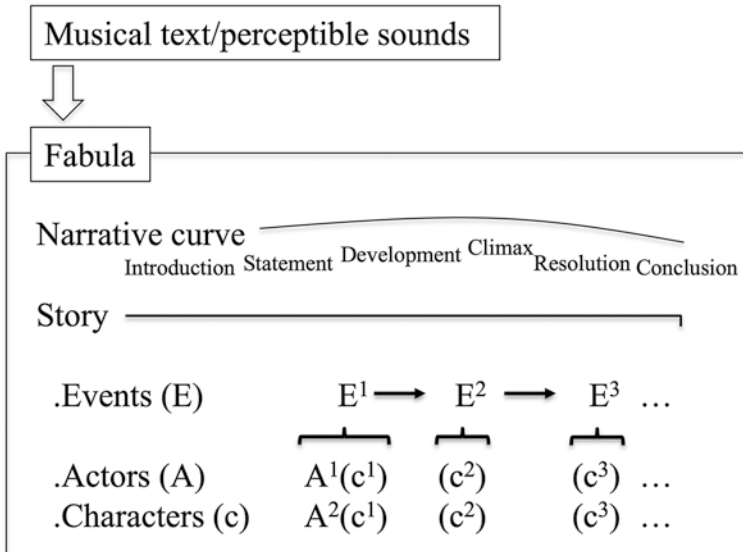 Musical text/perceptible sounds
Fabula
Narrative curve
Introduction Statement Development Climax Resolution Conclusion
Story
.Events (E) E¹ E² E³ …
.Actors (A) A¹(c¹) (c²) (c³) …
.Characters (c) A²(c¹) (c²) (c³) …